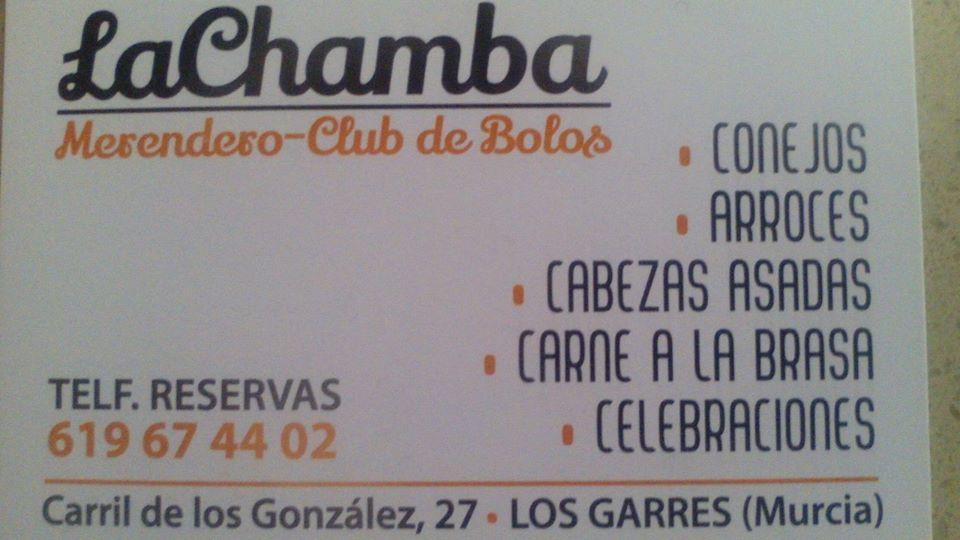 LaChamba
Merendero-Club de Bolos
• CONEJOS
• ARROCES
• CABEZAS ASADAS
• CARNE A LA BRASA
• CELEBRACIONES
TELF. RESERVAS
619 67 44 02
Carril de los González, 27 • LOS GARRES (Murcia)